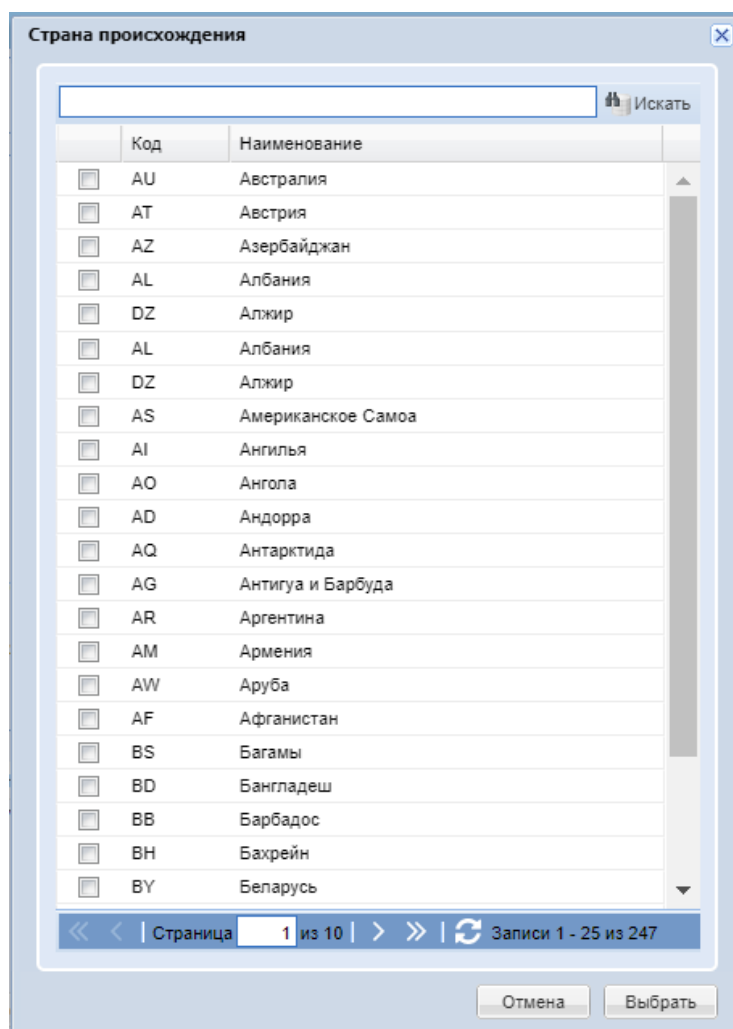 Страна происхождения
Искать
Код Наименование
AU Австралия
AT Австрия
AZ Азербайджан
AL Албания
DZ Алжир
AL Албания
DZ Алжир
AS Американское Самоа
AI Ангилья
AO Ангола
AD Андорра
AQ Антарктида
AG Антигуа и Барбуда
AR Аргентина
AM Армения
AW Аруба
AF Афганистан
BS Багамы
BD Бангладеш
BB Барбадос
BH Бахрейн
BY Беларусь
Страница 1 из 10 Записи 1 - 25 из 247
Отмена Выбрать